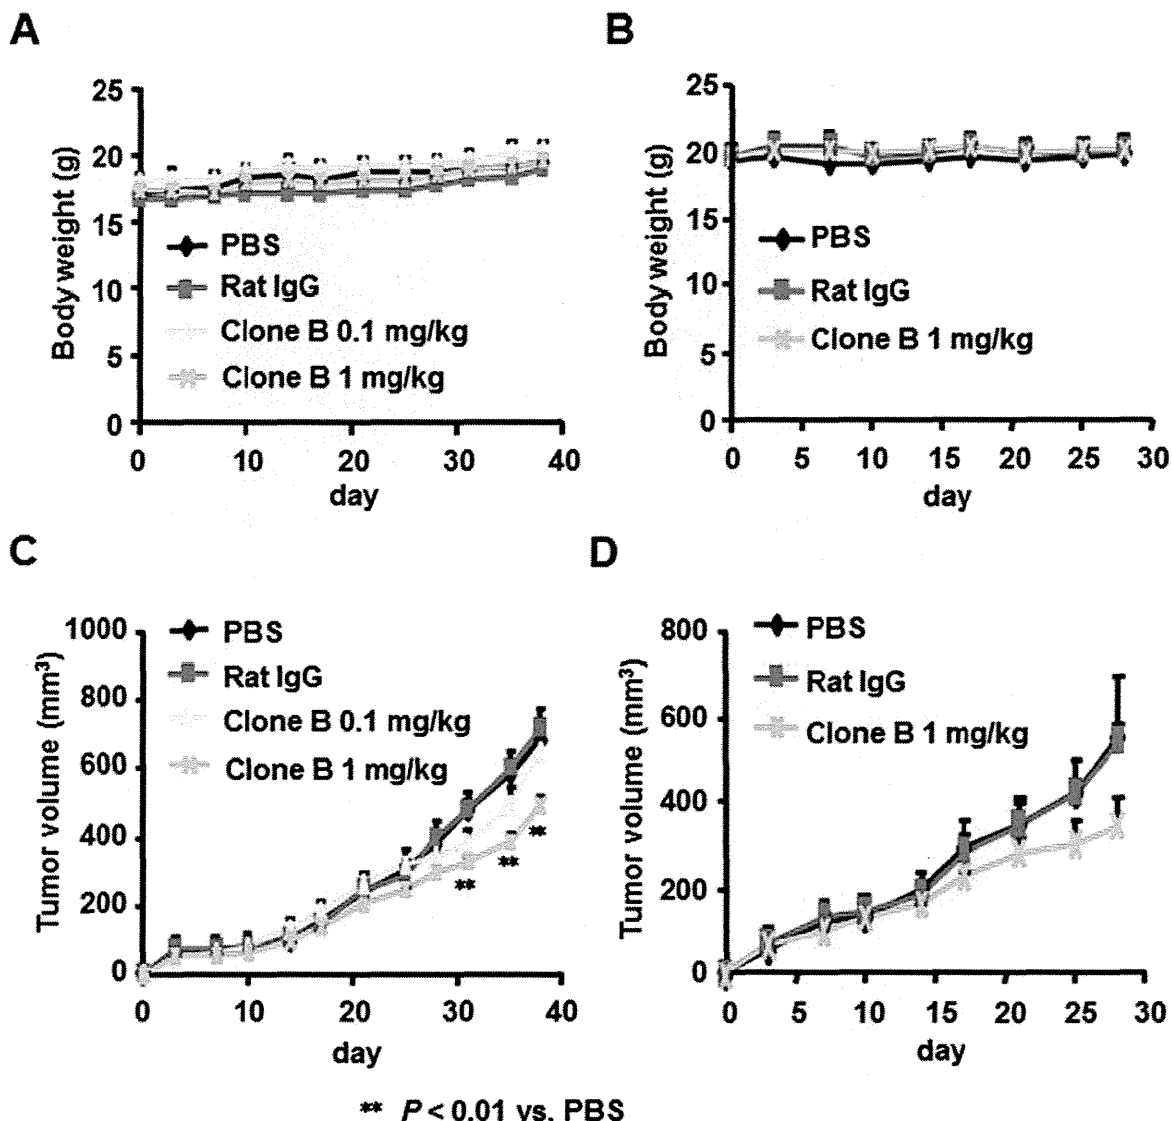 A
Body weight (g)
25
20
15
10
5
0
PBS
Rat IgG
Clone B 0.1 mg/kg
Clone B 1 mg/kg
0 10 20 30 40
day
B
Body weight (g)
25
20
15
10
5
0
PBS
Rat IgG
Clone B 1 mg/kg
0 5 10 15 20 25 30
day
C
Tumor volume (mm³)
1000
800
600
400
200
0
PBS
Rat IgG
Clone B 0.1 mg/kg
Clone B 1 mg/kg
** ** **
0 10 20 30 40
day
D
Tumor volume (mm³)
800
600
400
200
0
PBS
Rat IgG
Clone B 1 mg/kg
0 5 10 15 20 25 30
day
** P < 0.01 vs. PBS